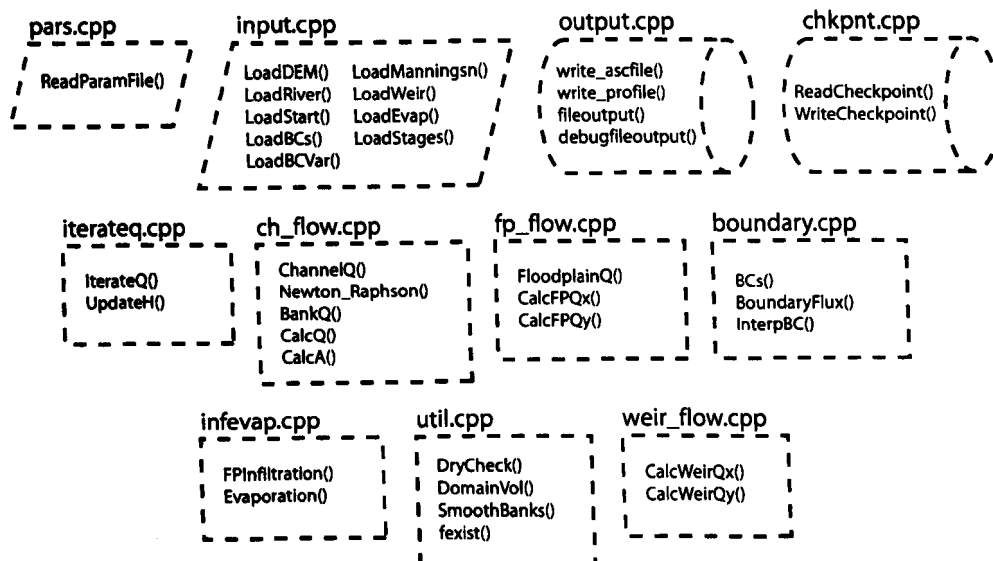 pars.cpp
ReadParamFile()
input.cpp
LoadDEM()
LoadRiver()
LoadStart()
LoadBCs()
LoadBCVar()
LoadManningsn()
LoadWeir()
LoadEvap()
LoadStages()
output.cpp
write_ascfile()
write_profile()
fileoutput()
debugfileoutput()
chkpnt.cpp
ReadCheckpoint()
WriteCheckpoint()
iterateq.cpp
IterateQ()
UpdateH()
ch_flow.cpp
ChannelQ()
Newton_Raphson()
BankQ()
CalcQ()
CalcA()
fp_flow.cpp
FloodplainQ()
CalcFPQx()
CalcFPQy()
boundary.cpp
BCs()
BoundaryFlux()
InterpBC()
infevap.cpp
FPInfiltration()
Evaporation()
util.cpp
DryCheck()
DomainVol()
SmoothBanks()
fexist()
weir_flow.cpp
CalcWeirQx()
CalcWeirQy()